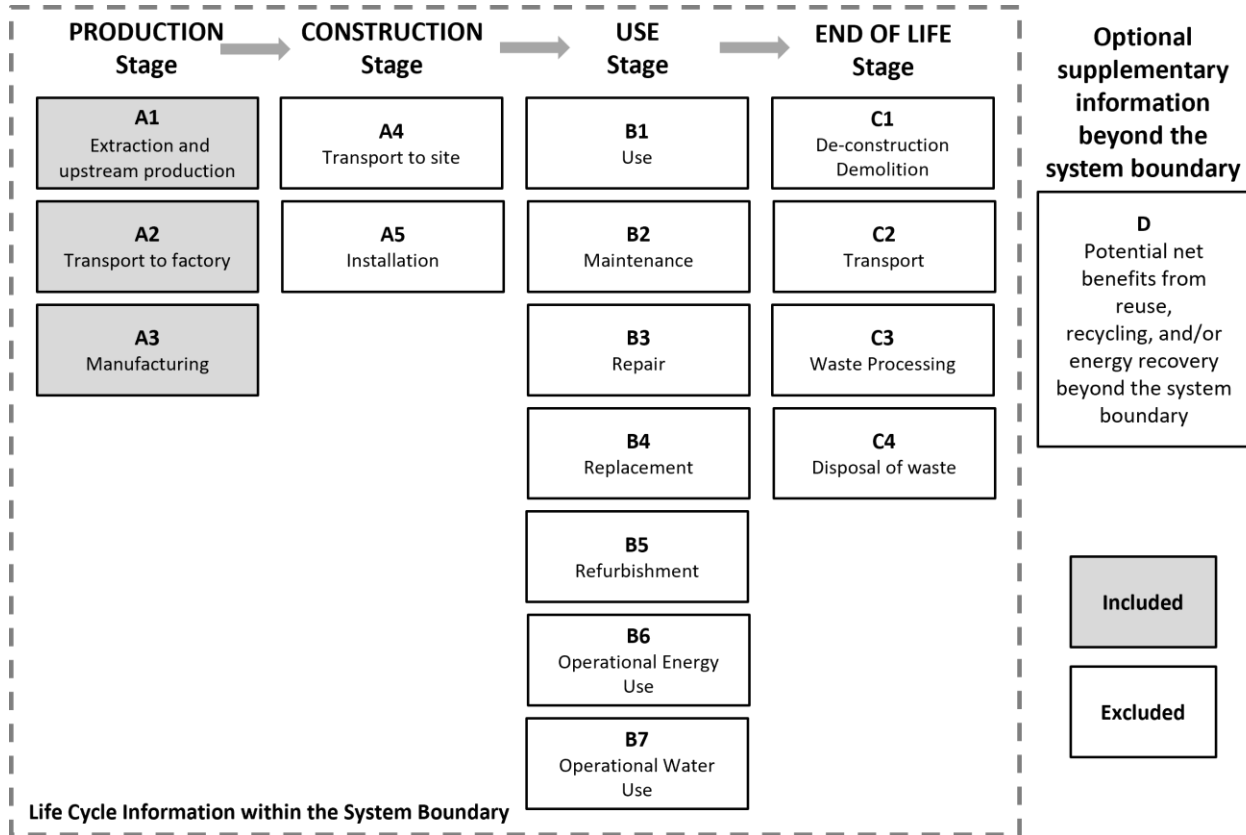 PRODUCTION
Stage
CONSTRUCTION
Stage
USE
Stage
END OF LIFE
Stage
A1
Extraction and
upstream production
A2
Transport to factory
A3
Manufacturing
A4
Transport to site
A5
Installation
B1
Use
B2
Maintenance
B3
Repair
B4
Replacement
B5
Refurbishment
B6
Operational Energy
Use
B7
Operational Water
Use
C1
De-construction
Demolition
C2
Transport
C3
Waste Processing
C4
Disposal of waste
Life Cycle Information within the System Boundary
Optional
supplementary
information
beyond the
system boundary
D
Potential net
benefits from
reuse,
recycling, and/or
energy recovery
beyond the system
boundary
Included
Excluded